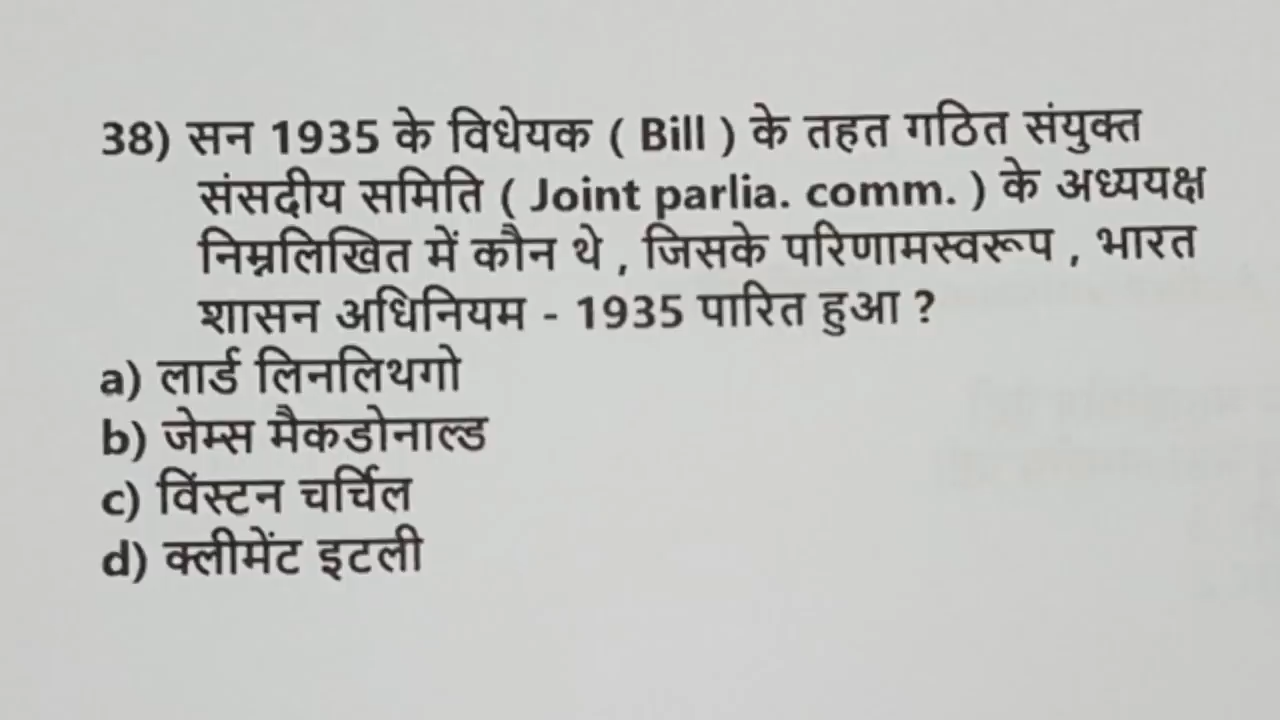 38) सन 1935 के विधेयक ( Bill ) के तहत गठित संयुक्त
संसदीय समिति ( Joint parlia. comm. ) के अध्ययक्ष
निम्नलिखित में कौन थे , जिसके परिणामस्वरूप , भारत
शासन अधिनियम - 1935 पारित हुआ ?
a) लार्ड लिनलिथगो
b) जेम्स मैकडोनाल्ड
c) विंस्टन चर्चिल
d) क्लीमेंट इटली